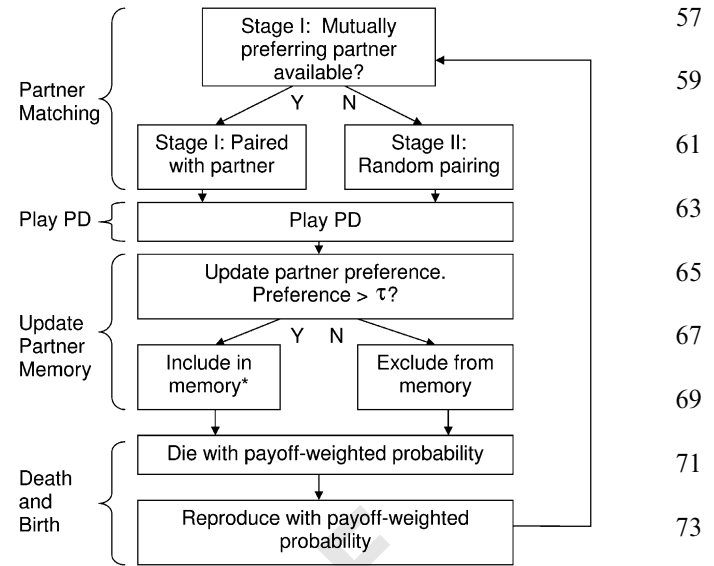 Stage I: Mutually
preferring partner
available?
57
59
Partner
Matching
Y N
Stage I: Paired
with partner
Stage II:
Random pairing
61
Play PD
Play PD
63
Update partner preference.
Preference > τ?
65
Update
Partner
Memory
Y N
67
Include in
memory*
Exclude from
memory
69
Die with payoff-weighted probability
71
Death
and
Birth
Reproduce with payoff-weighted
probability
73